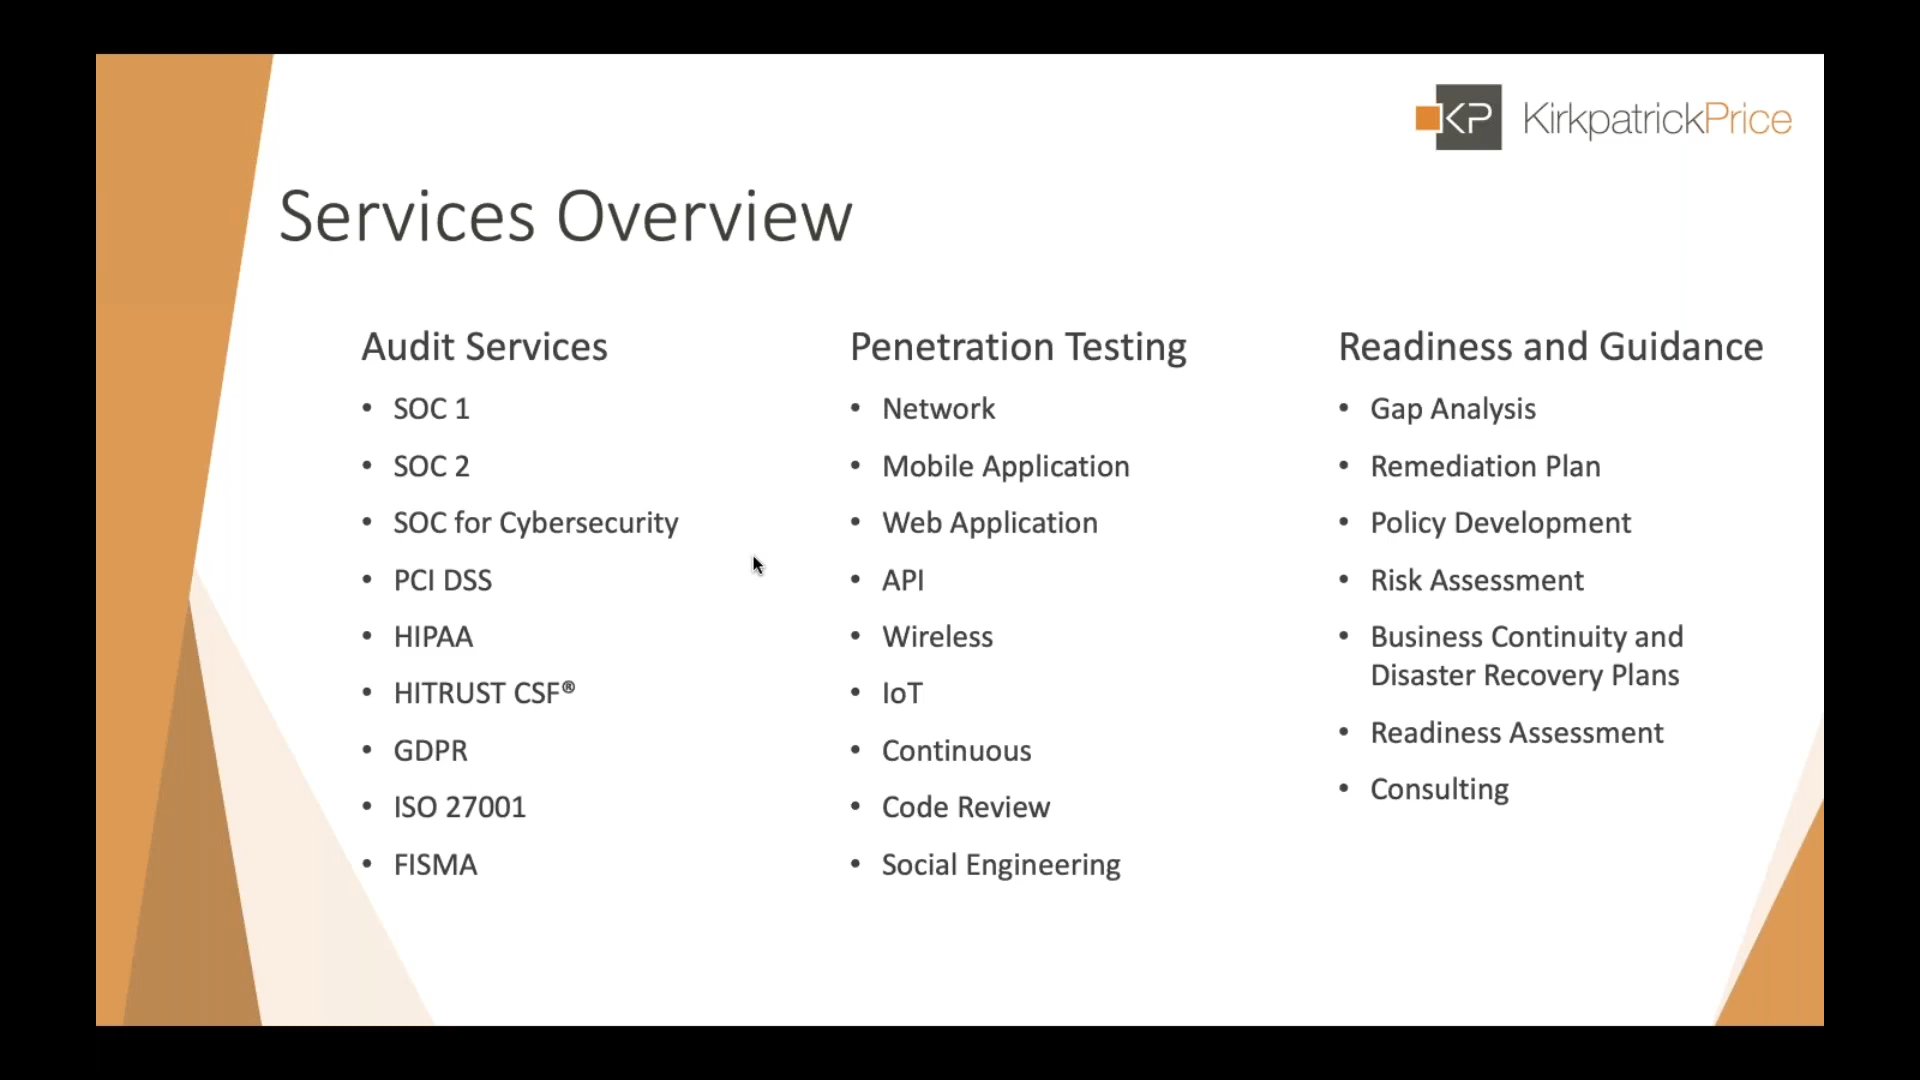 KP KirkpatrickPrice
Services Overview
Audit Services
• SOC 1
• SOC 2
• SOC for Cybersecurity
• PCI DSS
• HIPAA
• HITRUST CSF®
• GDPR
• ISO 27001
• FISMA
Penetration Testing
• Network
• Mobile Application
• Web Application
• API
• Wireless
• IoT
• Continuous
• Code Review
• Social Engineering
Readiness and Guidance
• Gap Analysis
• Remediation Plan
• Policy Development
• Risk Assessment
• Business Continuity and
Disaster Recovery Plans
• Readiness Assessment
• Consulting